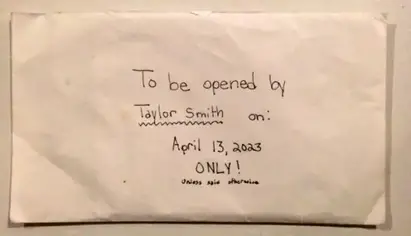 To be opened by
Taylor Smith on:
April 13, 2023
ONLY!
unless said otherwise